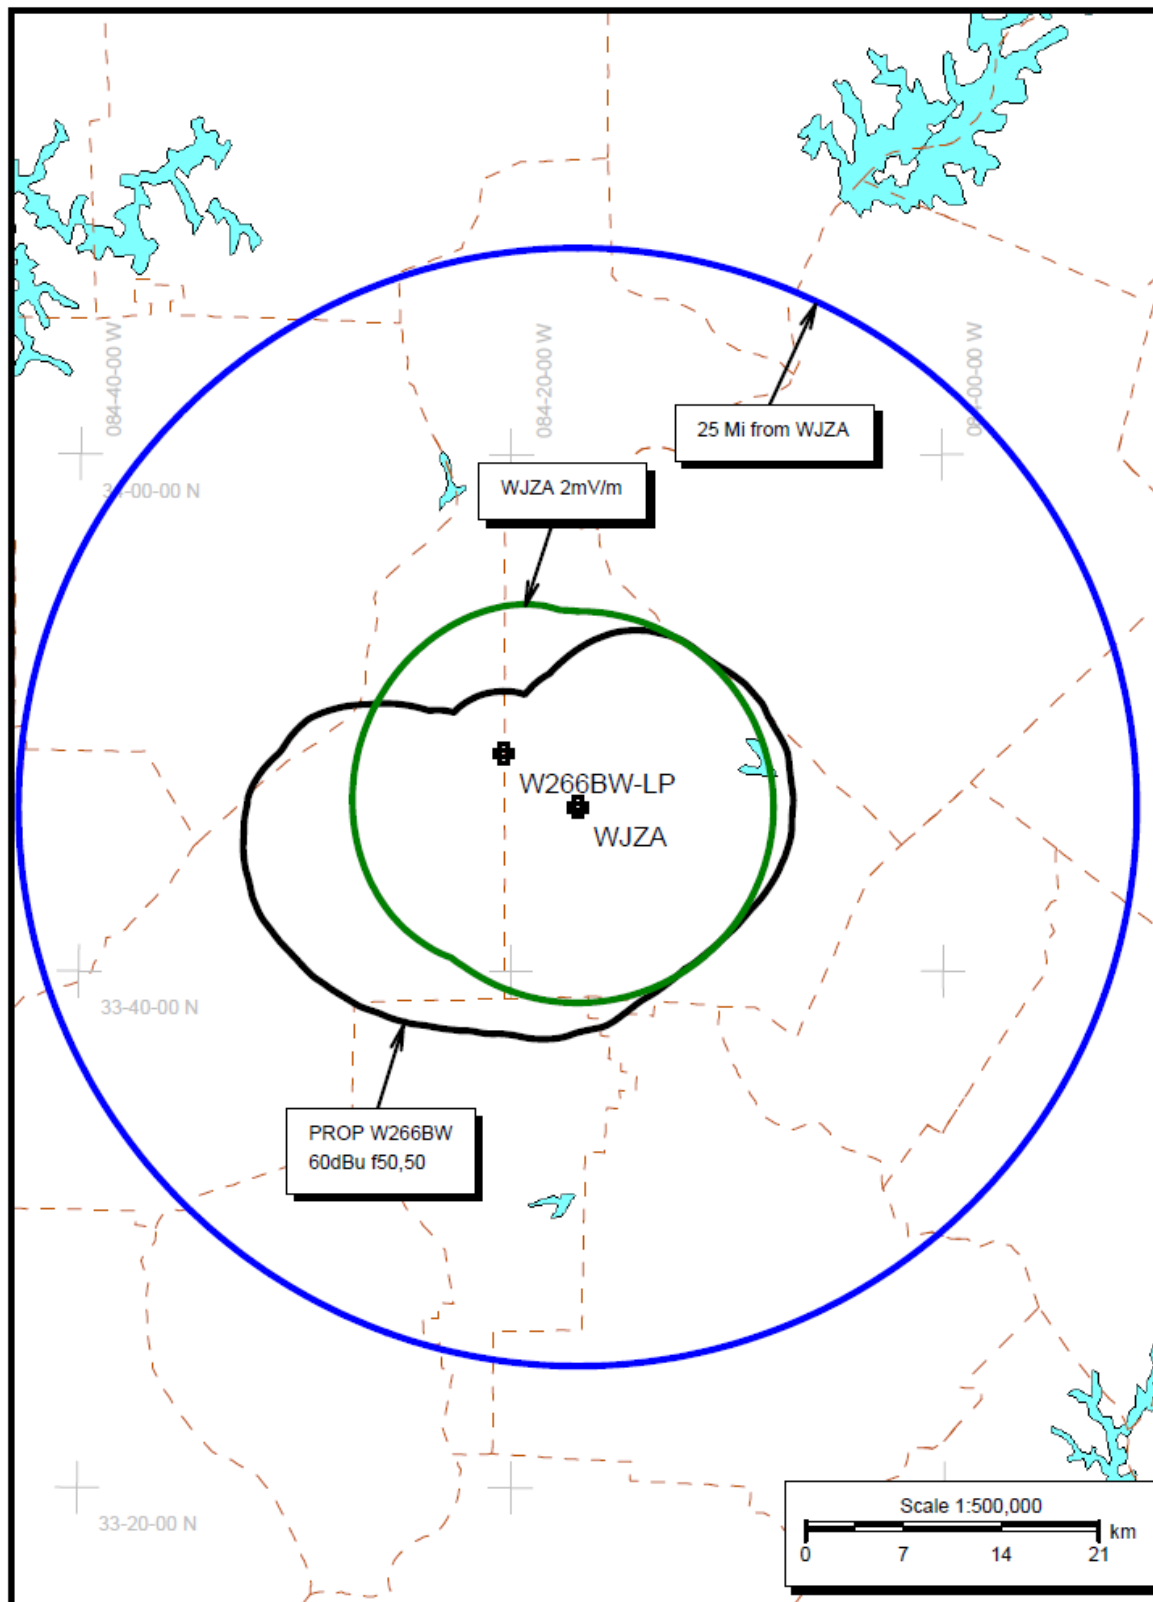 084-40-00 W
084-20-00 W
084-00-00 W
25 Mi from WJZA
34-00-00 N
WJZA 2mV/m
W266BW-LP
WJZA
33-40-00 N
PROP W266BW
60dBu f50,50
Scale 1:500,000
km
0 7 14 21
33-20-00 N